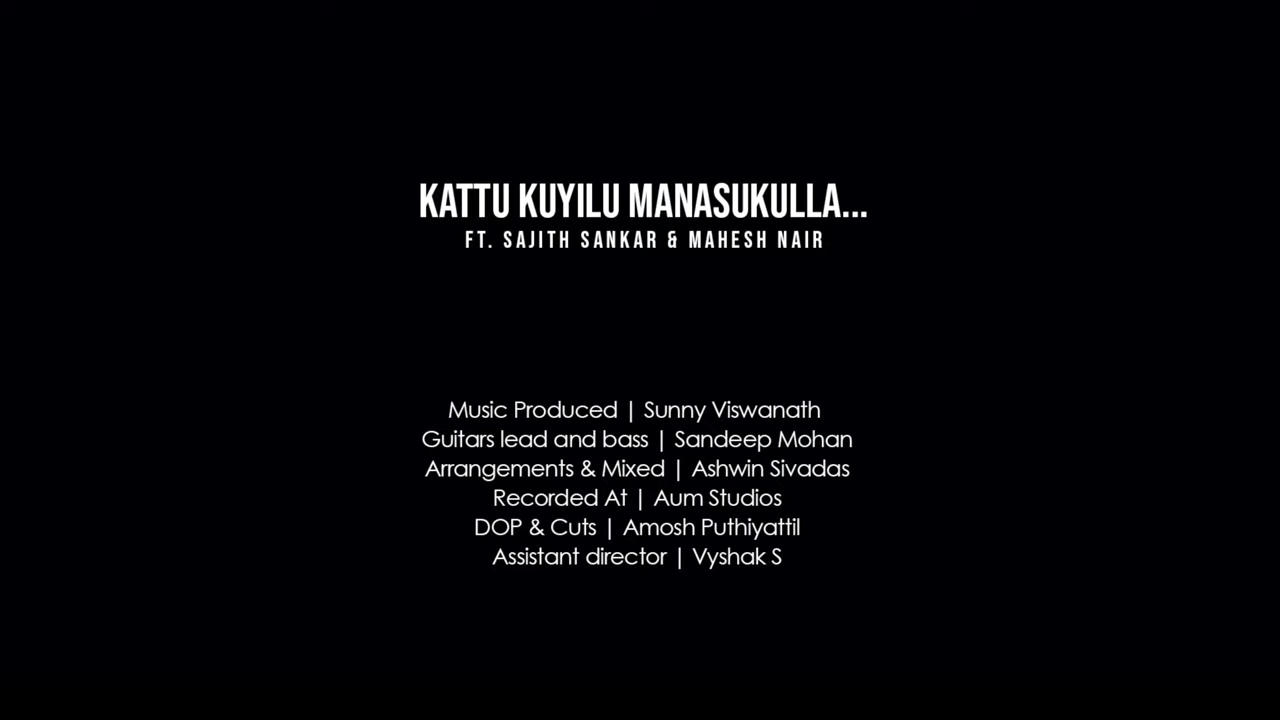 KATTU KUYILU MANASUKULLA...
FT. SAJITH SANKAR & MAHESH NAIR
Music Produced | Sunny Viswanath
Guitars lead and bass | Sandeep Mohan
Arrangements & Mixed | Ashwin Sivadas
Recorded At | Aum Studios
DOP & Cuts | Amosh Puthiyattil
Assistant director | Vyshak S